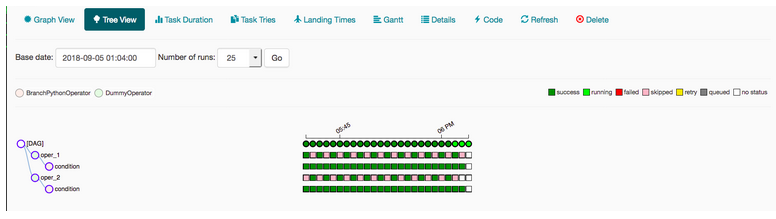 Graph View Tree View Task Duration Task Tries Landing Times Gantt Details Code Refresh Delete
Base date: 2018-09-05 01:04:00 Number of runs: 25 Go
BranchPythonOperator DummyOperator success running failed skipped retry queued no status
05:45 06 PM
[DAG]
oper_1
condition
oper_2
condition